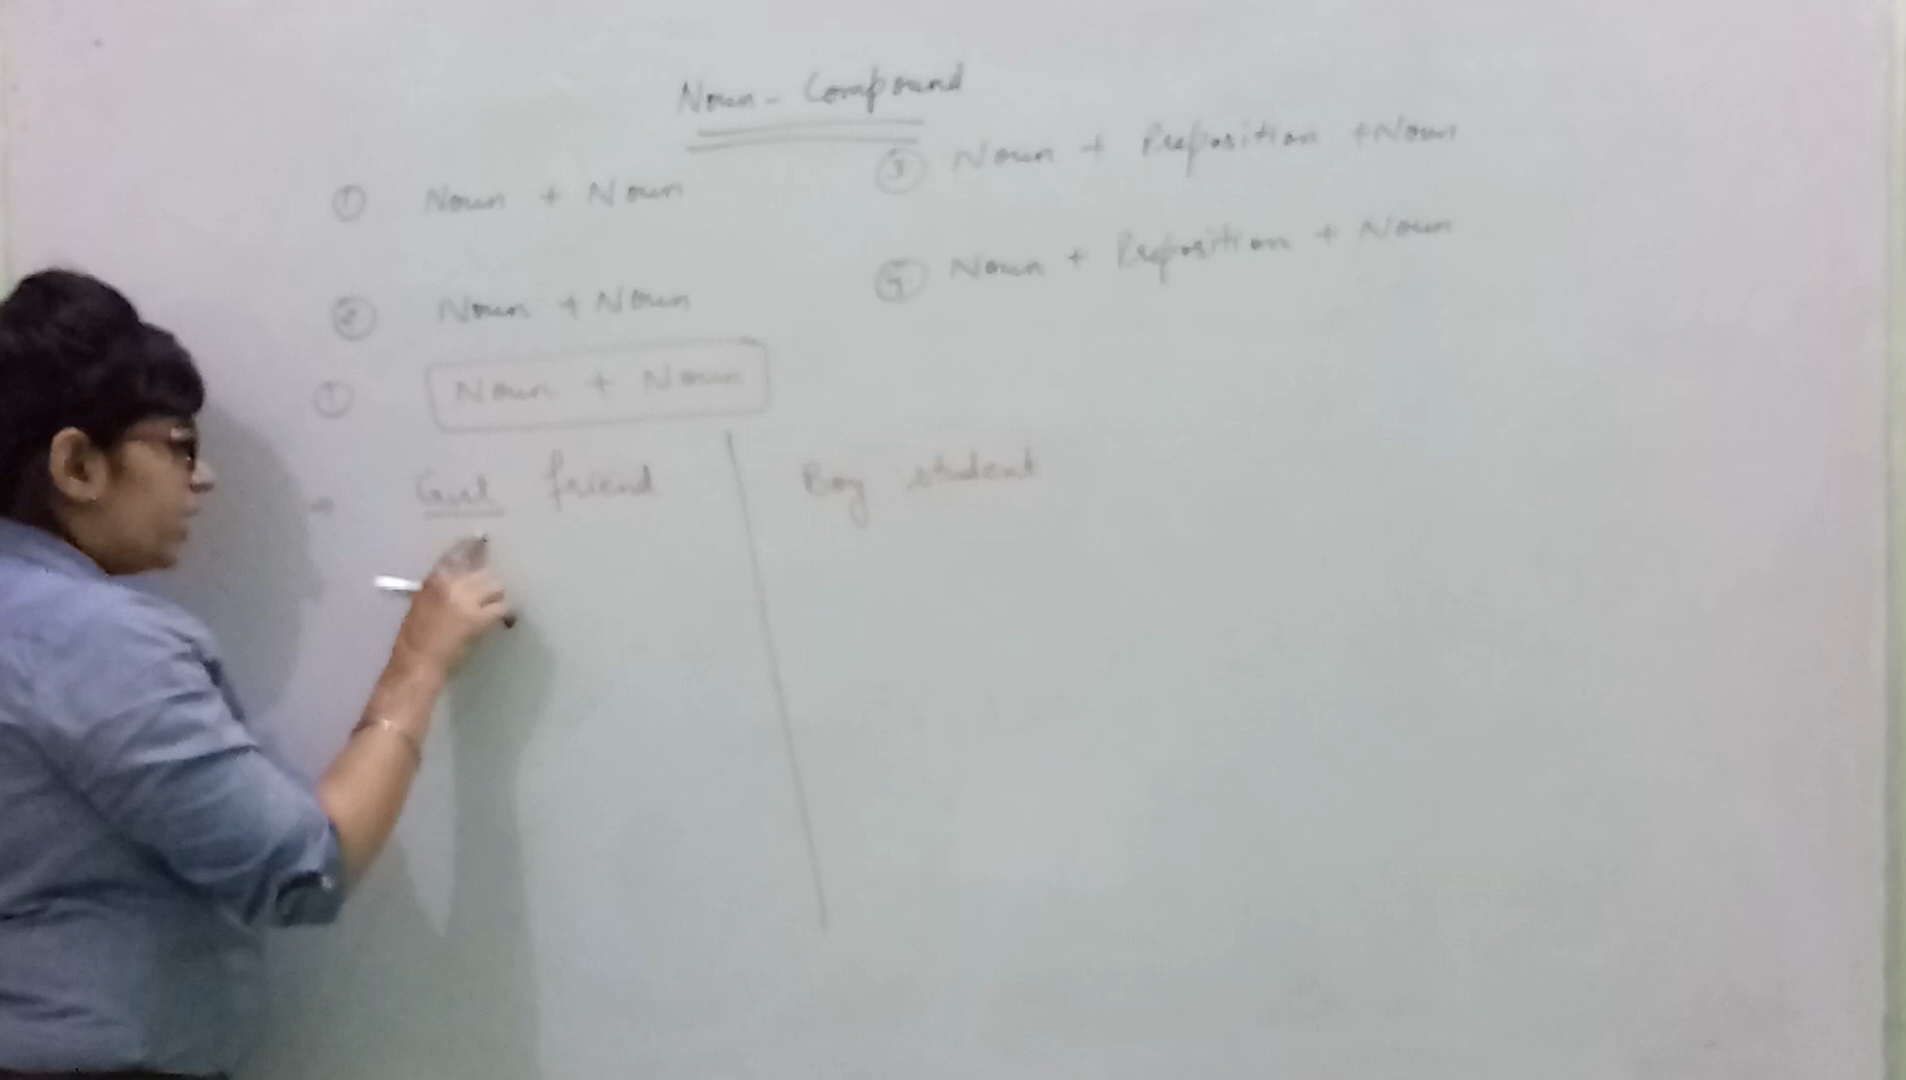 Noun - Compound
① Noun + Noun
② Noun + Noun
③ Noun + Preposition + Noun
④ Noun + Preposition + Noun
① Noun + Noun
→ Girl friend
Boy student